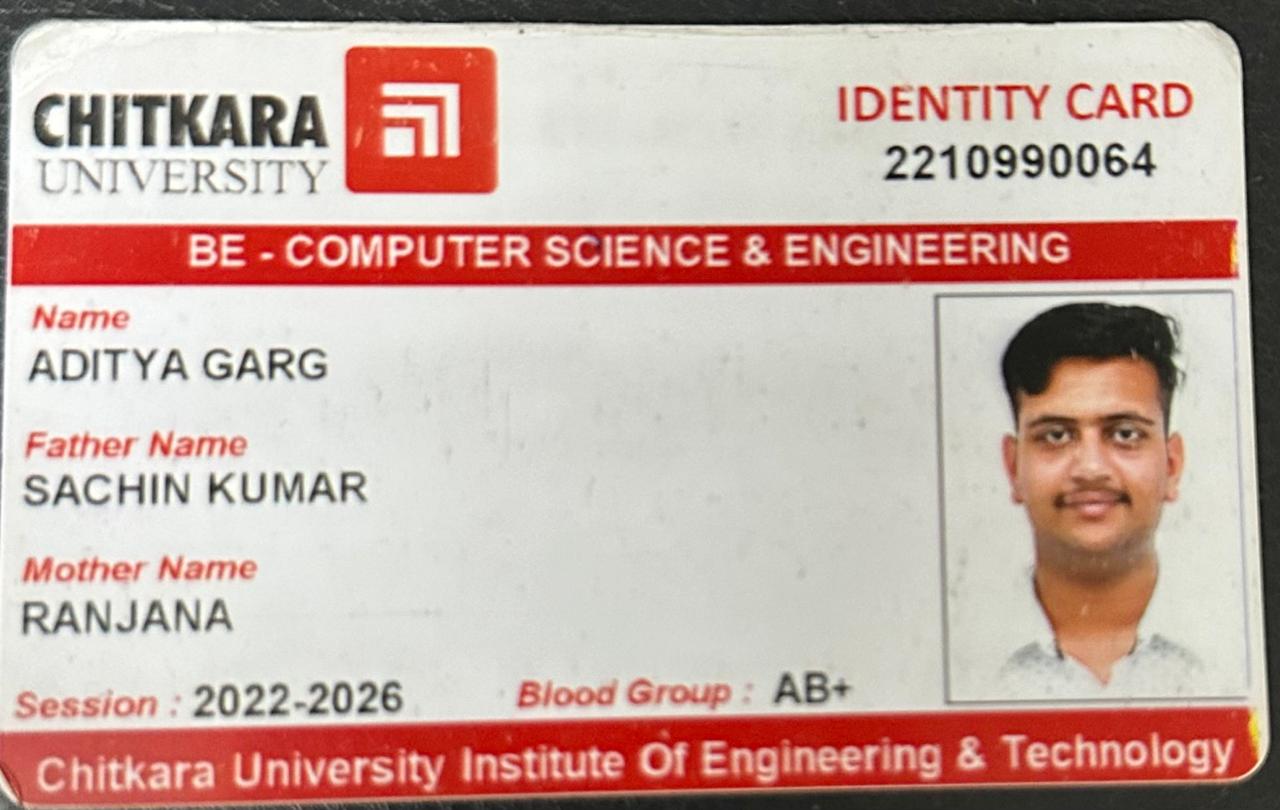 CHITKARA
UNIVERSITY
IDENTITY CARD
2210990064
BE - COMPUTER SCIENCE & ENGINEERING
Name
ADITYA GARG
Father Name
SACHIN KUMAR
Mother Name
RANJANA
Session : 2022-2026 Blood Group : AB+
Chitkara University Institute Of Engineering & Technology